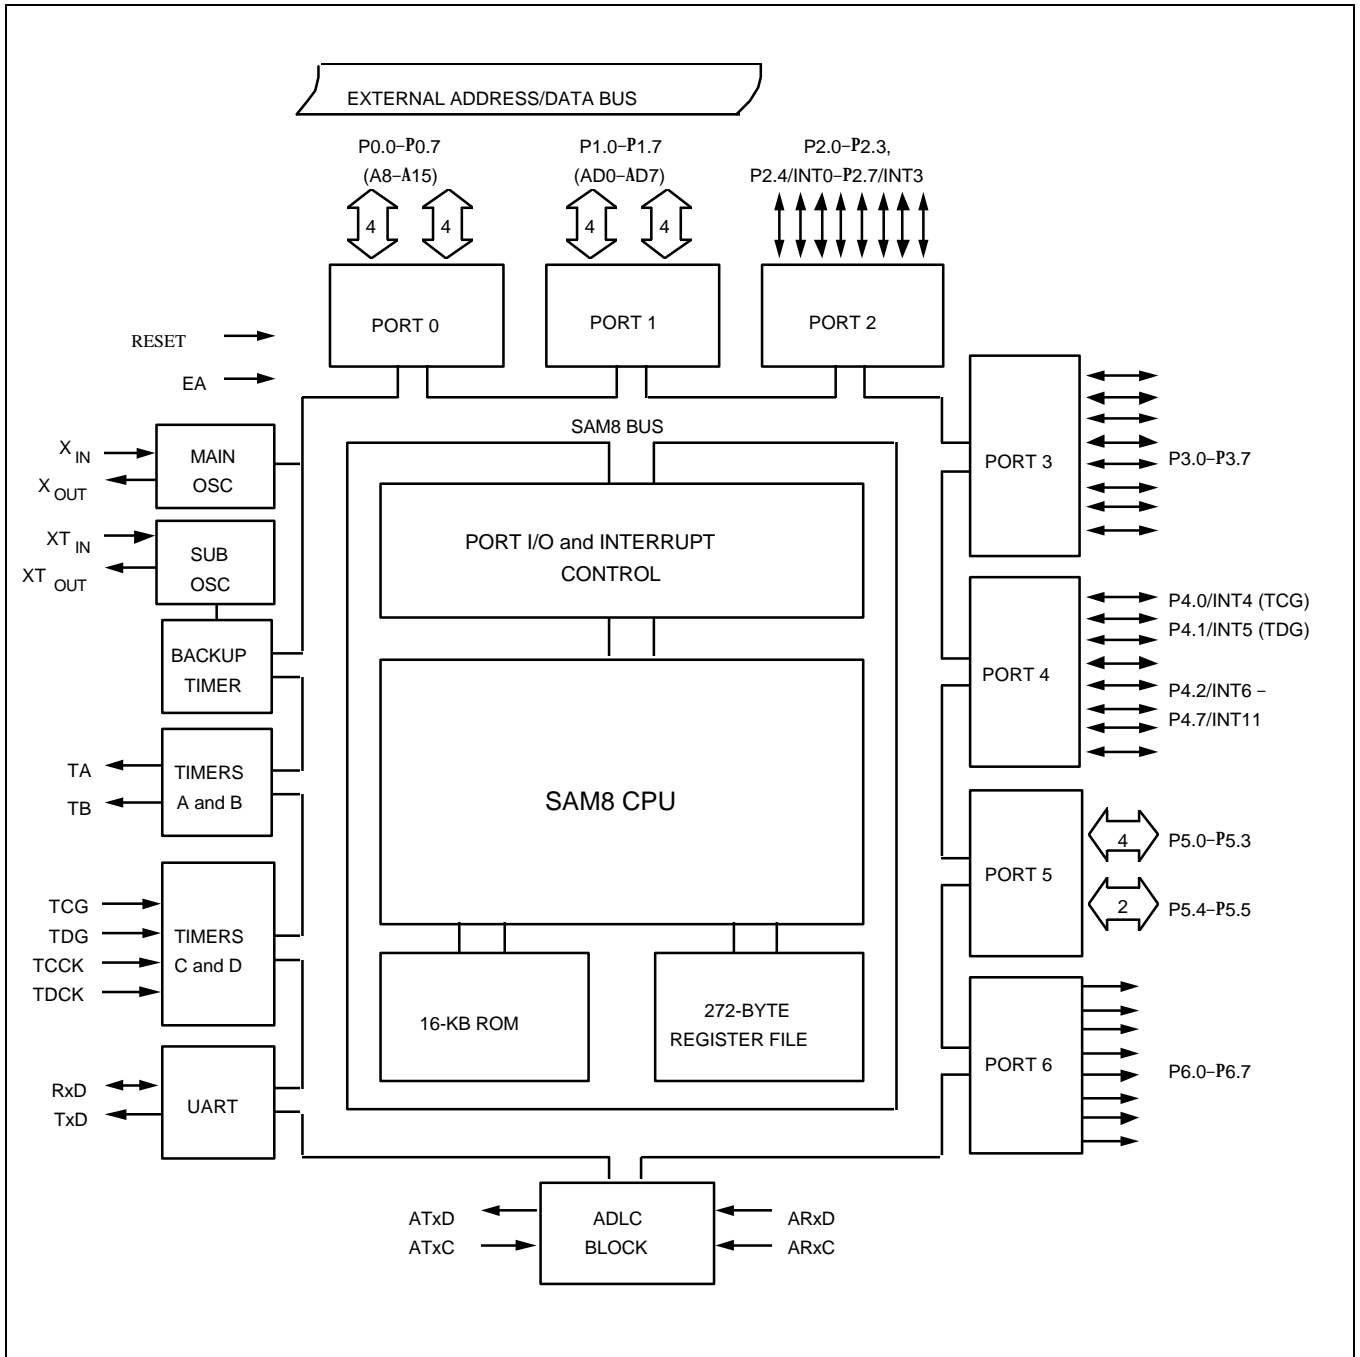 EXTERNAL ADDRESS/DATA BUS
P0.0–P0.7
(A8–A15)
P1.0–P1.7
(AD0–AD7)
P2.0–P2.3,
P2.4/INT0–P2.7/INT3
4
4
4
4
PORT 0
PORT 1
PORT 2
RESET
EA
SAM8 BUS
X IN
X OUT
MAIN
OSC
XT IN
XT OUT
SUB
OSC
BACKUP
TIMER
TA
TB
TIMERS
A and B
TCG
TDG
TCCK
TDCK
TIMERS
C and D
RxD
TxD
UART
PORT I/O and INTERRUPT
CONTROL
SAM8 CPU
16-KB ROM
272-BYTE
REGISTER FILE
PORT 3
P3.0–P3.7
PORT 4
P4.0/INT4 (TCG)
P4.1/INT5 (TDG)
P4.2/INT6 –
P4.7/INT11
PORT 5
4
P5.0–P5.3
2
P5.4–P5.5
PORT 6
P6.0–P6.7
ATxD
ATxC
ADLC
BLOCK
ARxD
ARxC